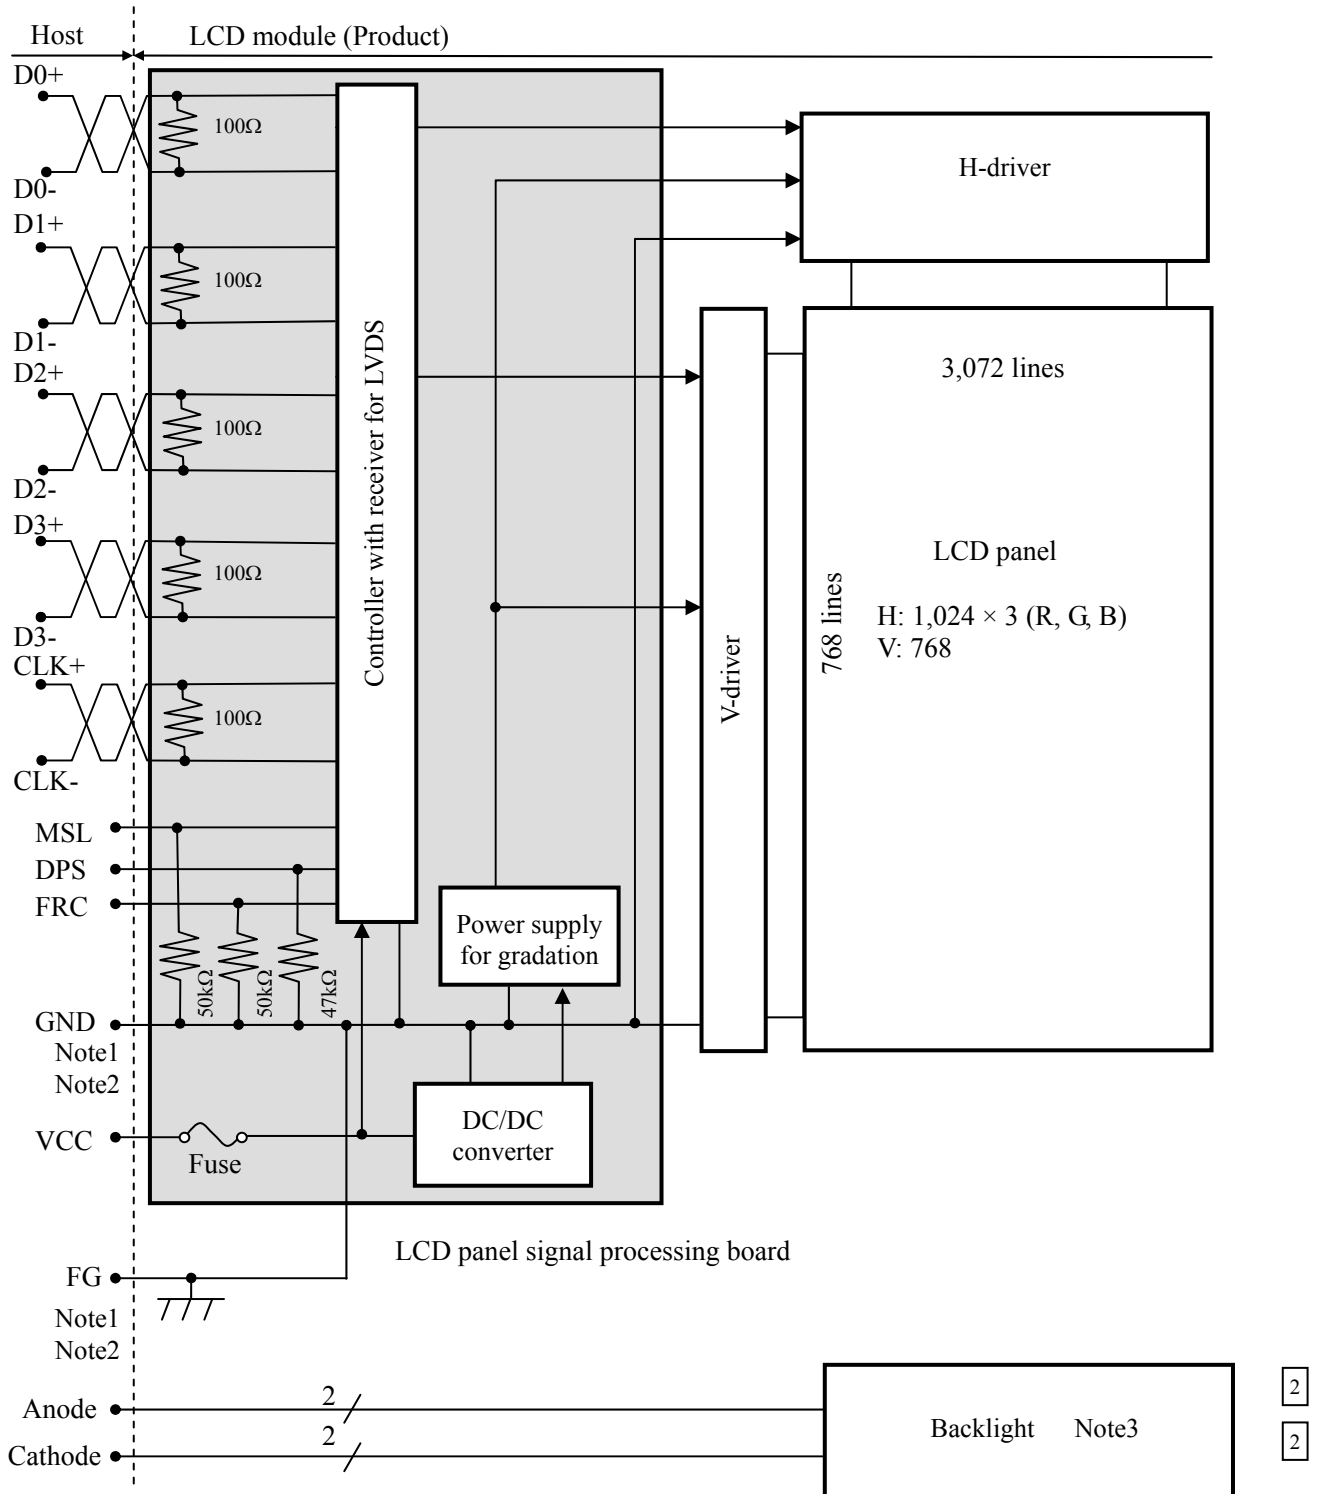 Host
LCD module (Product)
D0+
100Ω
D0-
D1+
100Ω
D1-
D2+
100Ω
D2-
D3+
100Ω
D3-
CLK+
100Ω
CLK-
MSL
DPS
FRC
50kΩ
50kΩ
47kΩ
GND
Note1
Note2
VCC
Fuse
Controller with receiver for LVDS
Power supply
for gradation
DC/DC
converter
LCD panel signal processing board
H-driver
V-driver
3,072 lines
768 lines
LCD panel
H: 1,024 × 3 (R, G, B)
V: 768
FG
Note1
Note2
Anode
2
Cathode
2
Backlight Note3
2
2